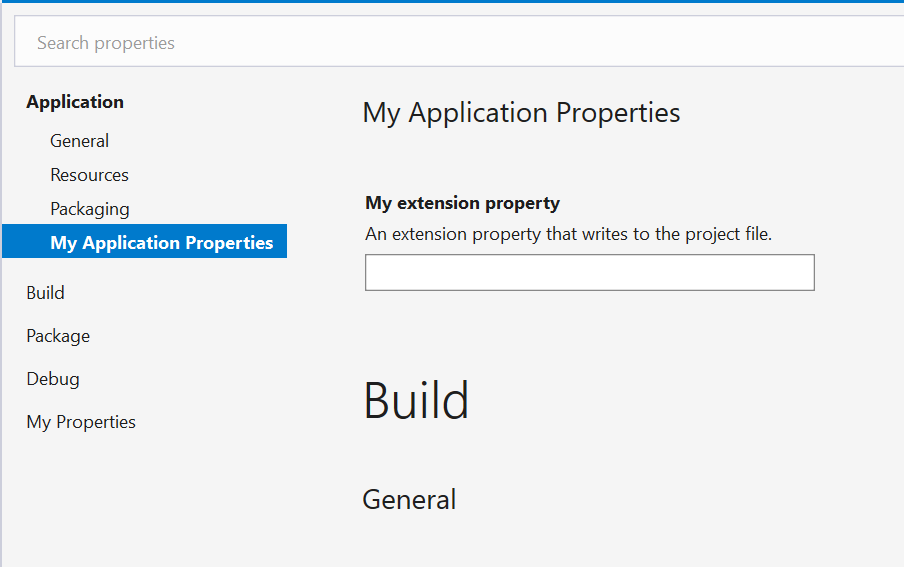 Search properties
Application
General
Resources
Packaging
My Application Properties
Build
Package
Debug
My Properties
My Application Properties
My extension property
An extension property that writes to the project file.
Build
General